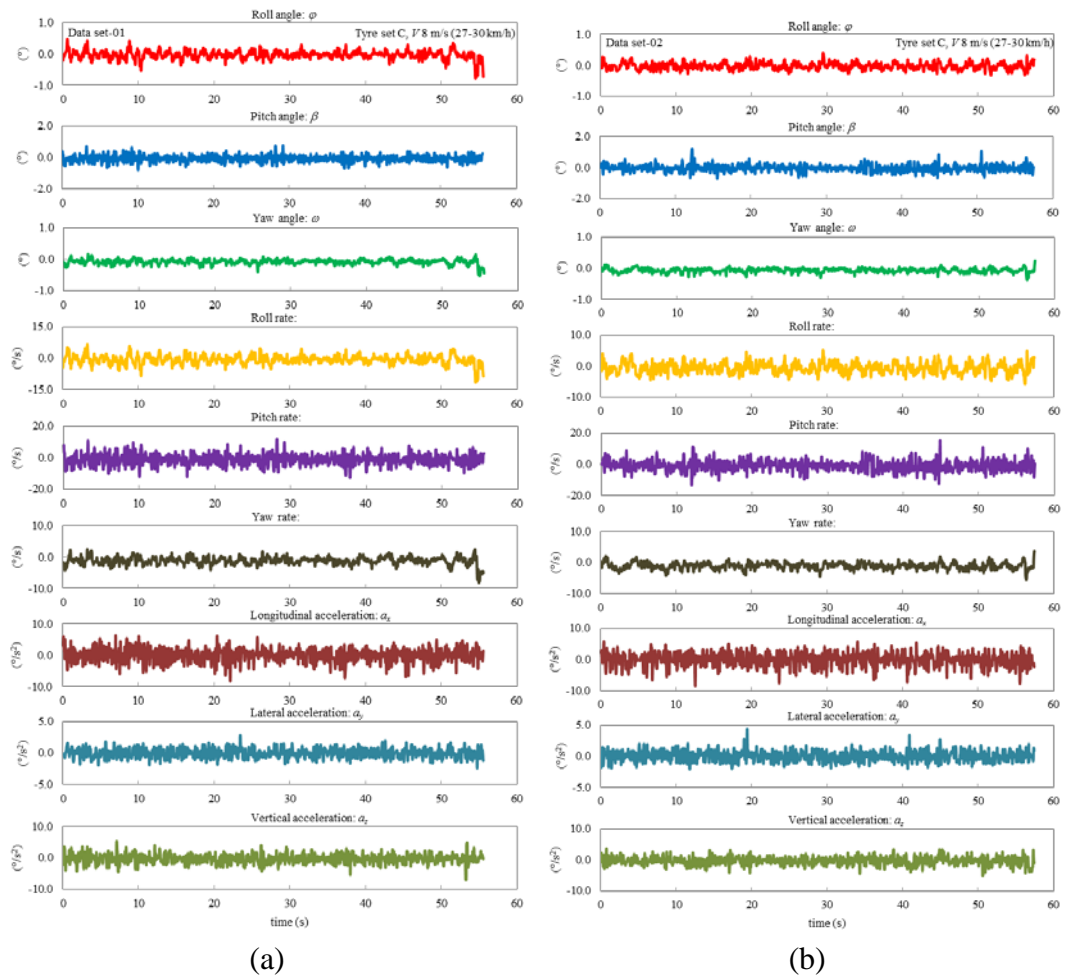 Roll angle: φ
Data set-01 Tyre set C, V 8 m/s (27-30 km/h)
1.0
0.0
-1.0
(°)
0 10 20 30 40 50 60
Pitch angle: β
2.0
0.0
-2.0
(°)
0 10 20 30 40 50 60
Yaw angle: ω
1.0
0.0
-1.0
(°)
0 10 20 30 40 50 60
Roll rate:
15.0
0.0
-15.0
(°/s)
0 10 20 30 40 50 60
Pitch rate:
20.0
0.0
-20.0
(°/s)
0 10 20 30 40 50 60
Yaw rate:
10.0
0.0
-10.0
(°/s)
0 10 20 30 40 50 60
Longitudinal acceleration: aₓ
10.0
0.0
-10.0
(°/s²)
0 10 20 30 40 50 60
Lateral acceleration: a_y
5.0
0.0
-5.0
(°/s²)
0 10 20 30 40 50 60
Vertical acceleration: a_z
10.0
0.0
-10.0
(°/s²)
0 10 20 30 40 50 60
time (s)
(a)
Roll angle: φ
Data set-02 Tyre set C, V 8 m/s (27-30 km/h)
1.0
0.0
-1.0
(°)
0 10 20 30 40 50 60
Pitch angle: β
2.0
0.0
-2.0
(°)
0 10 20 30 40 50 60
Yaw angle: ω
1.0
0.0
-1.0
(°)
0 10 20 30 40 50 60
Roll rate:
10.0
0.0
-10.0
(°/s)
0 10 20 30 40 50 60
Pitch rate:
20.0
0.0
-20.0
(°/s)
0 10 20 30 40 50 60
Yaw rate:
10.0
0.0
-10.0
(°/s)
0 10 20 30 40 50 60
Longitudinal acceleration: aₓ
10.0
0.0
-10.0
(°/s²)
0 10 20 30 40 50 60
Lateral acceleration: a_y
5.0
0.0
-5.0
(°/s²)
0 10 20 30 40 50 60
Vertical acceleration: a_z
10.0
0.0
-10.0
(°/s²)
0 10 20 30 40 50 60
time (s)
(b)